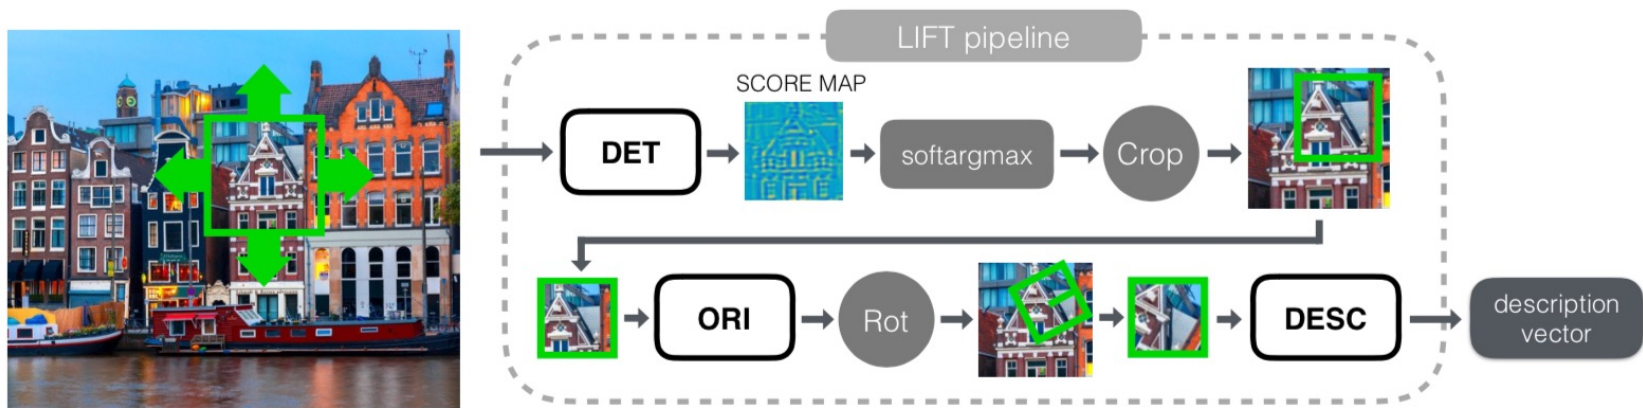 LIFT pipeline
SCORE MAP
DET
softargmax
Crop
ORI
Rot
DESC
description
vector